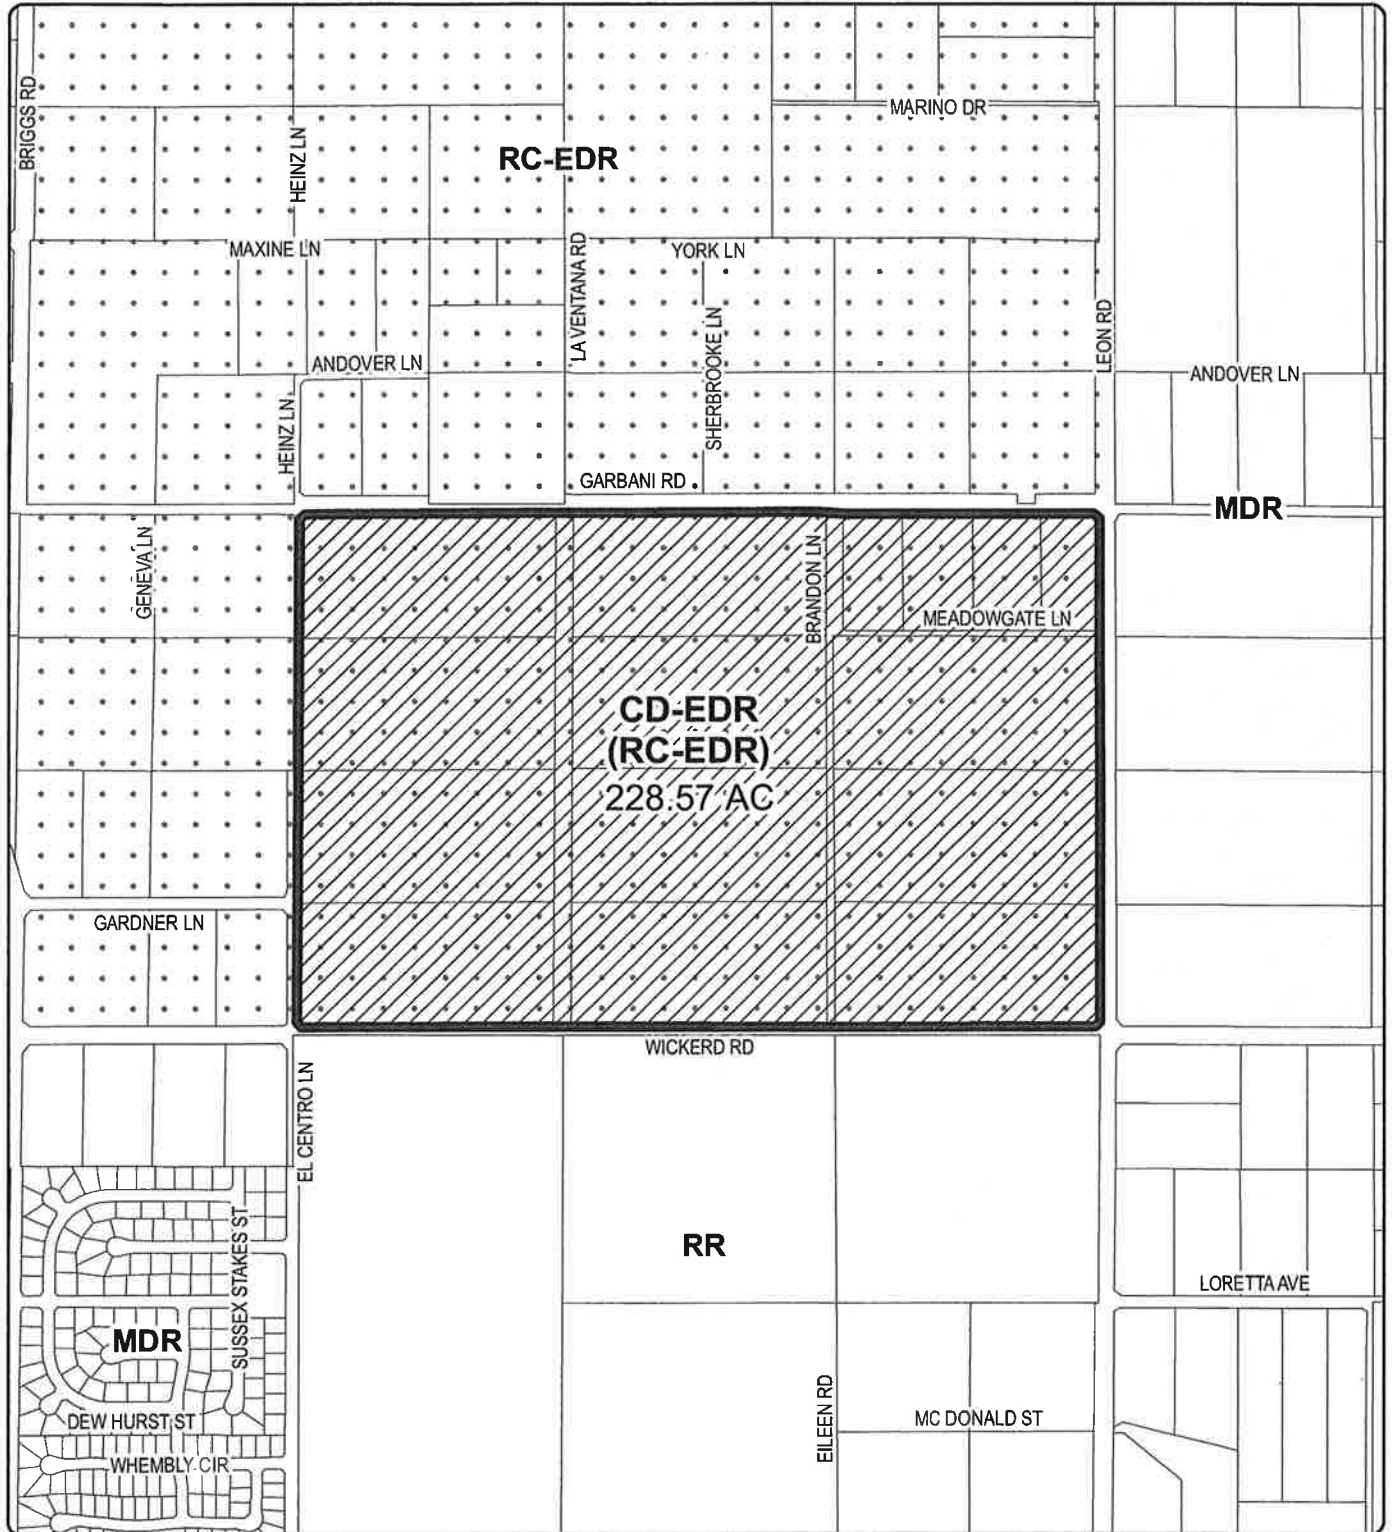 BRIGGS RD
HEINZ LN
RC-EDR
MARINO DR
MAXINE LN
LA VENTANA RD
YORK LN
SHERBROOKE LN
LEON RD
ANDOVER LN
ANDOVER LN
HEINZ LN
GARBANI RD
MDR
GENEVA LN
BRANDON LN
MEADOWGATE LN
CD-EDR
(RC-EDR)
228.57 AC
GARDNER LN
WICKERD RD
EL CENTRO LN
SUSSEX STAKES ST
RR
LORETTA AVE
MDR
EILEEN RD
MC DONALD ST
DEW HURST ST
WHEMBLY CIR